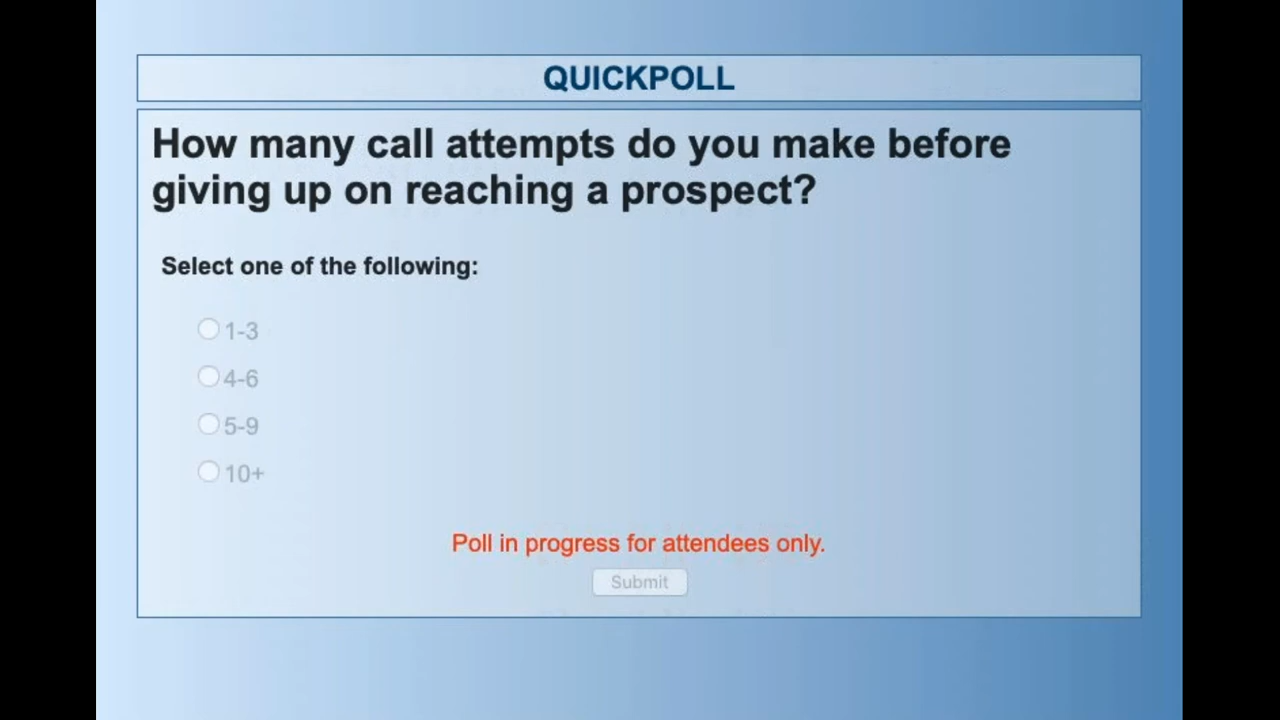 QUICKPOLL
How many call attempts do you make before
giving up on reaching a prospect?
Select one of the following:
1-3
4-6
5-9
10+
Poll in progress for attendees only.
Submit